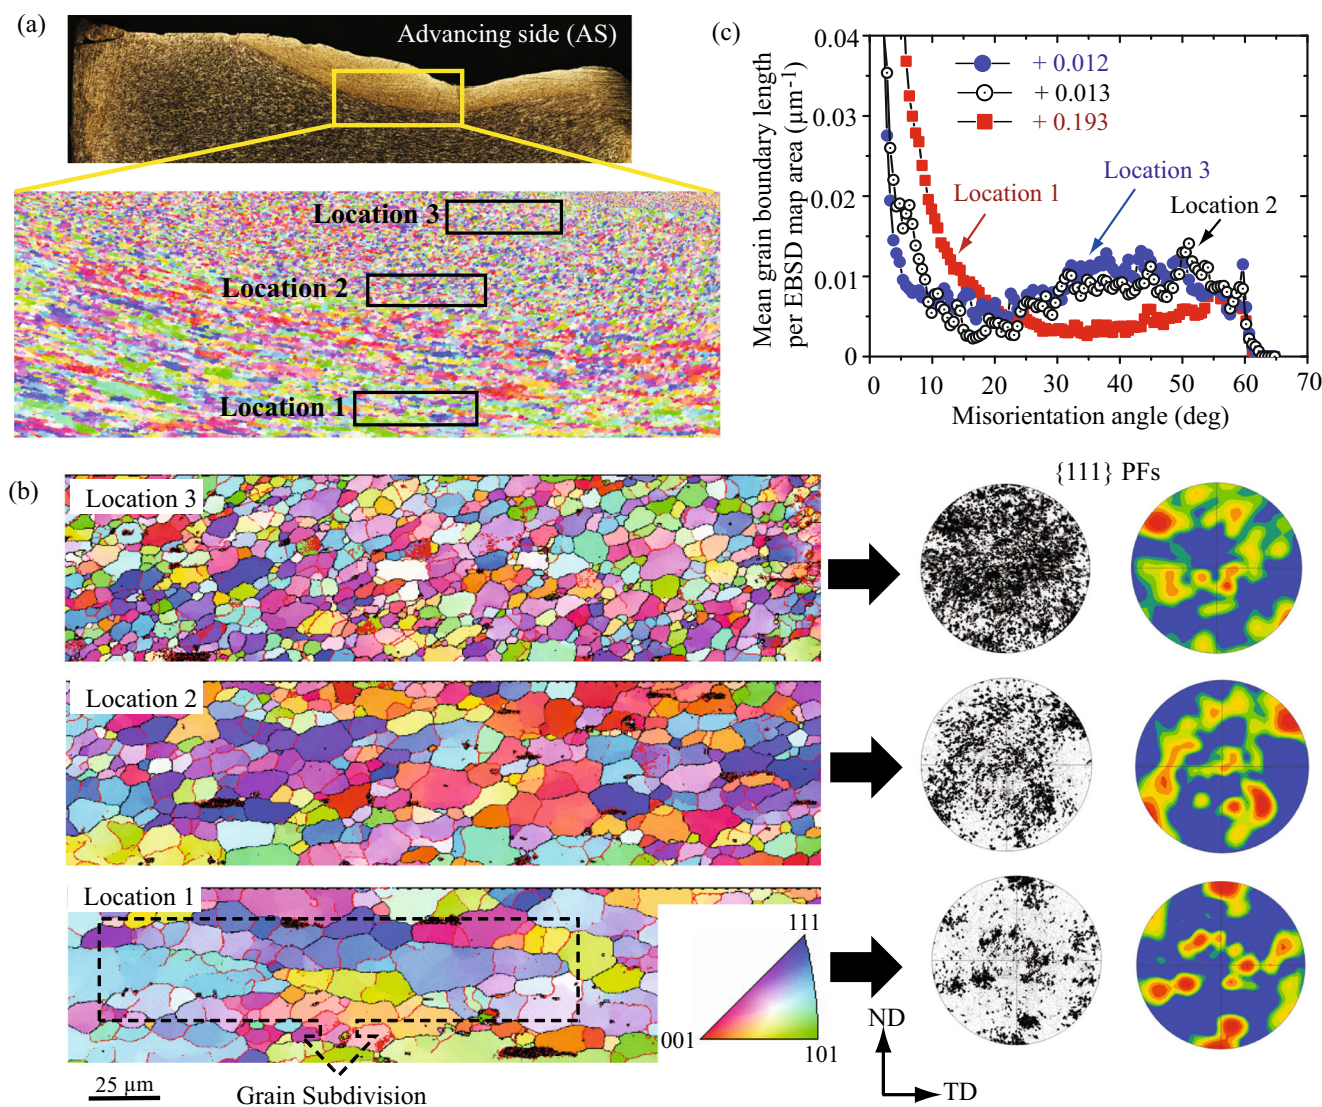 (a)
Advancing side (AS)
Location 3
Location 2
Location 1
(c)
Mean grain boundary length
per EBSD map area (µm⁻¹)
0.04
0.03
0.02
0.01
0
+ 0.012
+ 0.013
+ 0.193
Location 3
Location 1
Location 2
0 10 20 30 40 50 60 70
Misorientation angle (deg)
(b)
{111} PFs
Location 3
Location 2
Location 1
111
001
101
ND
TD
25 µm
Grain Subdivision